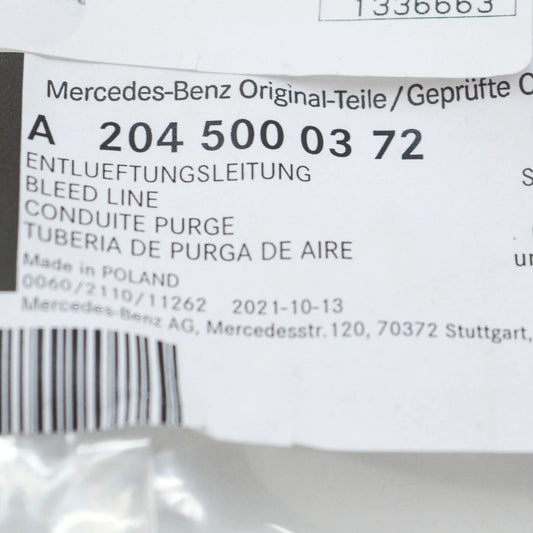 1336663
Mercedes-Benz Original-Teile/Geprüfte
A 204 500 03 72
ENTLUEFTUNGSLEITUNG
BLEED LINE
CONDUITE PURGE
TUBERIA DE PURGA DE AIRE
Made in POLAND
0060/2110/11262 2021-10-13
Mercedes-Benz AG, Mercedesstr. 120, 70372 Stuttgart,